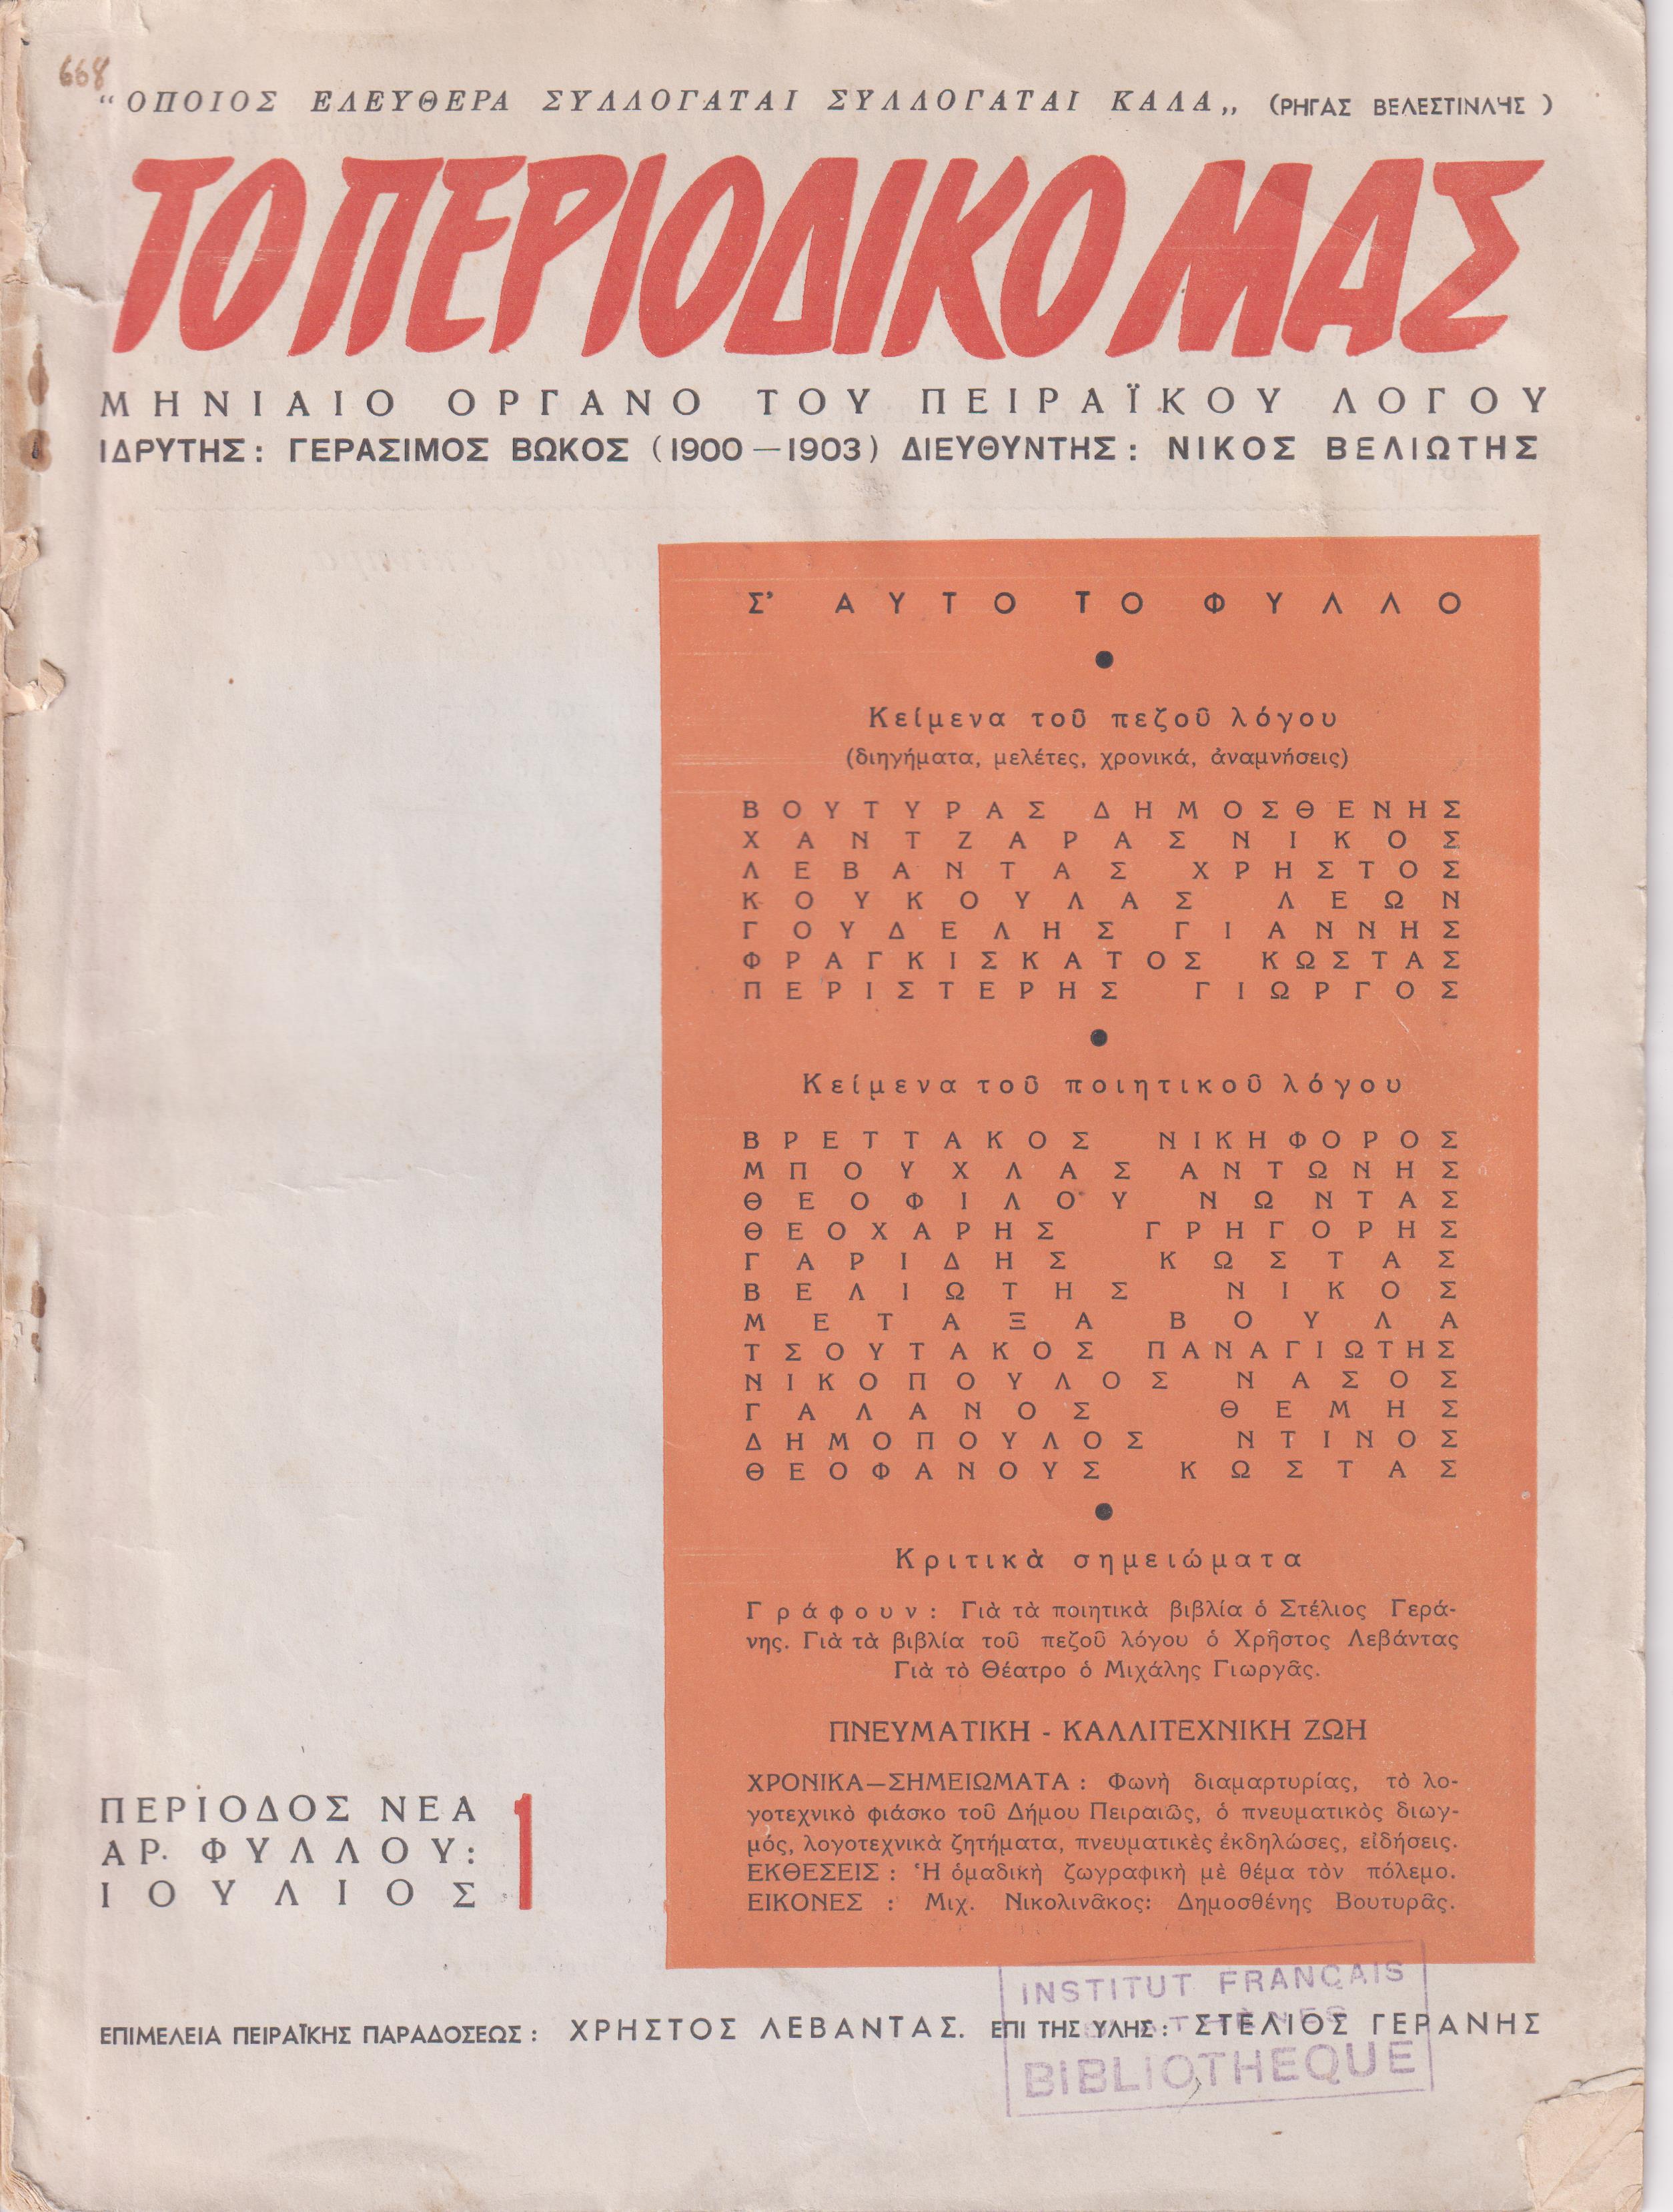 668
“ΟΠΟΙΟΣ ΕΛΕΥΘΕΡΑ ΣΥΛΛΟΓΑΤΑΙ ΣΥΛΛΟΓΑΤΑΙ ΚΑΛΑ„ (ΡΗΓΑΣ ΒΕΛΕΣΤΙΝΛΗΣ)
ΤΟ ΠΕΡΙΟΔΙΚΟ ΜΑΣ
ΜΗΝΙΑΙΟ ΟΡΓΑΝΟ ΤΟΥ ΠΕΙΡΑΪΚΟΥ ΛΟΓΟΥ
ΙΔΡΥΤΗΣ: ΓΕΡΑΣΙΜΟΣ ΒΩΚΟΣ (1900—1903) ΔΙΕΥΘΥΝΤΗΣ: ΝΙΚΟΣ ΒΕΛΙΩΤΗΣ
Σ' ΑΥΤΟ ΤΟ ΦΥΛΛΟ
●
Κείμενα τοῦ πεζοῦ λόγου
(διηγήματα, μελέτες, χρονικά, ἀναμνήσεις)
ΒΟΥΤΥΡΑΣ ΔΗΜΟΣΘΕΝΗΣ
ΧΑΝΤΖΑΡΑΣ ΝΙΚΟΣ
ΛΕΒΑΝΤΑΣ ΧΡΗΣΤΟΣ
ΚΟΥΚΟΥΛΑΣ ΛΕΩΝ
ΓΟΥΔΕΛΗΣ ΓΙΑΝΝΗΣ
ΦΡΑΓΚΙΣΚΑΤΟΣ ΚΩΣΤΑΣ
ΠΕΡΙΣΤΕΡΗΣ ΓΙΩΡΓΟΣ
●
Κείμενα τοῦ ποιητικοῦ λόγου
ΒΡΕΤΤΑΚΟΣ ΝΙΚΗΦΟΡΟΣ
ΜΠΟΥΧΛΑΣ ΑΝΤΩΝΗΣ
ΘΕΟΦΙΛΟΥ ΝΩΝΤΑΣ
ΘΕΟΧΑΡΗΣ ΓΡΗΓΟΡΗΣ
ΓΑΡΙΔΗΣ ΚΩΣΤΑΣ
ΒΕΛΙΩΤΗΣ ΝΙΚΟΣ
ΜΕΤΑΞΑ ΒΟΥΛΑ
ΤΣΟΥΤΑΚΟΣ ΠΑΝΑΓΙΩΤΗΣ
ΝΙΚΟΠΟΥΛΟΣ ΝΑΣΟΣ
ΓΑΛΑΝΟΣ ΘΕΜΗΣ
ΔΗΜΟΠΟΥΛΟΣ ΝΤΙΝΟΣ
ΘΕΟΦΑΝΟΥΣ ΚΩΣΤΑΣ
●
Κριτικὰ σημειώματα
Γράφουν: Γιὰ τὰ ποιητικὰ βιβλία ὁ Στέλιος Γερά-
νης. Γιὰ τὰ βιβλία τοῦ πεζοῦ λόγου ὁ Χρῆστος Λεβάντας
Γιὰ τὸ Θέατρο ὁ Μιχάλης Γιωργᾶς.
ΠΝΕΥΜΑΤΙΚΗ - ΚΑΛΛΙΤΕΧΝΙΚΗ ΖΩΗ
ΧΡΟΝΙΚΑ—ΣΗΜΕΙΩΜΑΤΑ: Φωνὴ διαμαρτυρίας, τὸ λο-
γοτεχνικὸ φιάσκο τοῦ Δήμου Πειραιῶς, ὁ πνευματικὸς διωγ-
μός, λογοτεχνικὰ ζητήματα, πνευματικὲς ἐκδηλώσες, εἰδήσεις.
ΕΚΘΕΣΕΙΣ: Ἡ ὁμαδικὴ ζωγραφικὴ μὲ θέμα τὸν πόλεμο.
ΕΙΚΟΝΕΣ: Μιχ. Νικολινᾶκος: Δημοσθένης Βουτυρᾶς.
ΠΕΡΙΟΔΟΣ ΝΕΑ
ΑΡ. ΦΥΛΛΟΥ: 1
ΙΟΥΛΙΟΣ
ΕΠΙΜΕΛΕΙΑ ΠΕΙΡΑΪΚΗΣ ΠΑΡΑΔΟΣΕΩΣ: ΧΡΗΣΤΟΣ ΛΕΒΑΝΤΑΣ. ΕΠΙ ΤΗΣ ΥΛΗΣ: ΣΤΕΛΙΟΣ ΓΕΡΑΝΗΣ
INSTITUT FRANÇAIS
BIBLIOTHEQUE